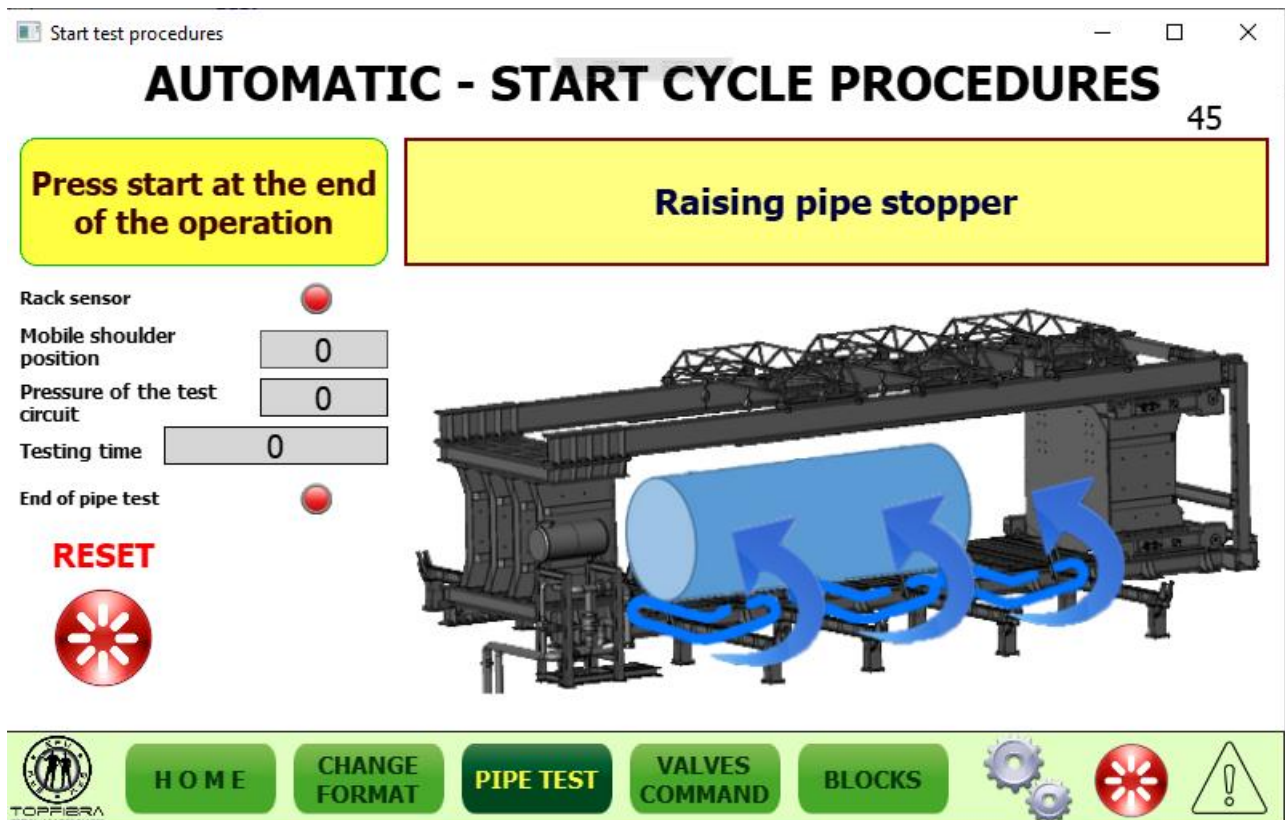 Start test procedures
AUTOMATIC - START CYCLE PROCEDURES
45
Press start at the end
of the operation
Raising pipe stopper
Rack sensor
Mobile shoulder
position
0
Pressure of the test
circuit
0
Testing time
0
End of pipe test
RESET
TOPFIBRA
H O M E
CHANGE
FORMAT
PIPE TEST
VALVES
COMMAND
BLOCKS